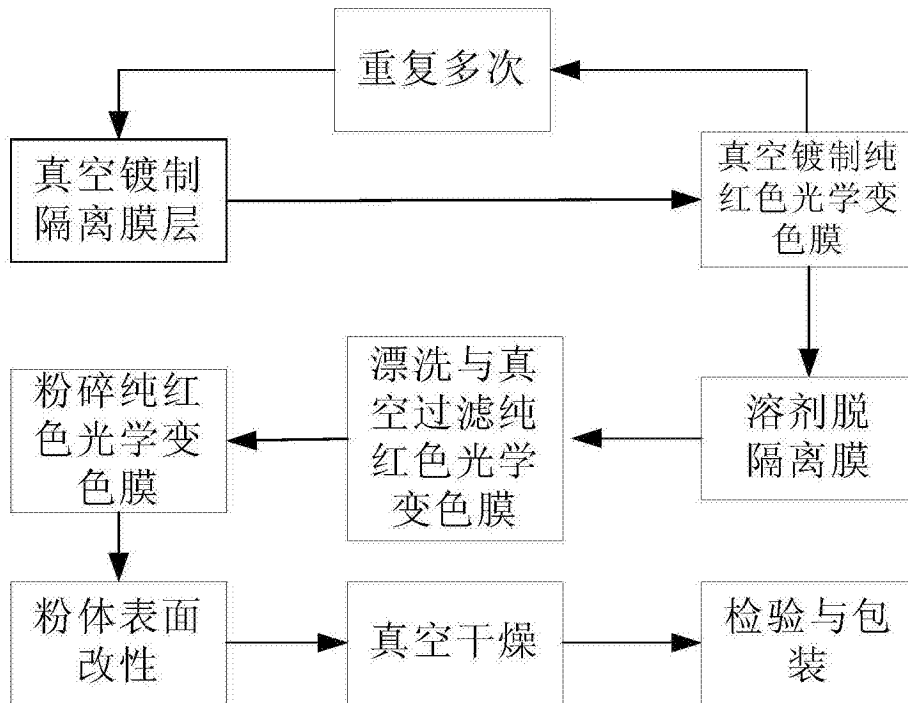 重复多次
真空镀制
隔离膜层
真空镀制纯
红色光学变
色膜
粉碎纯红
色光学变
色膜
漂洗与真
空过滤纯
红色光学
变色膜
溶剂脱
隔离膜
粉体表面
改性
真空干燥
检验与包
装